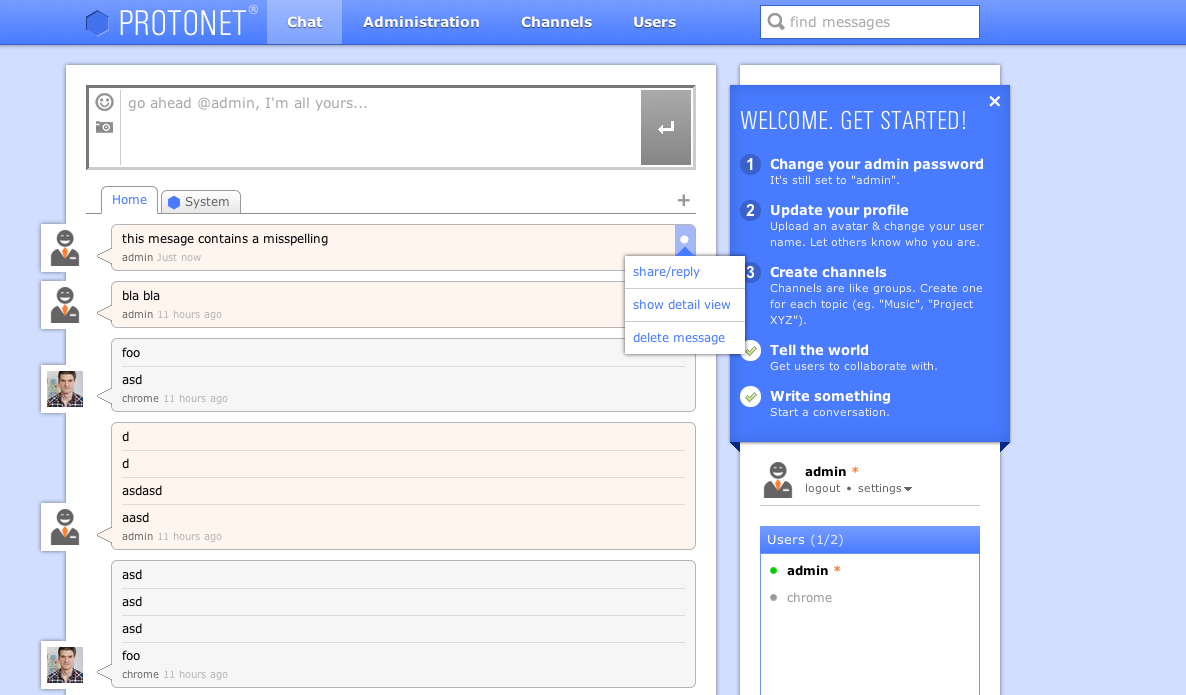 PROTONET®
Chat
Administration
Channels
Users
find messages
go ahead @admin, I'm all yours...
Home
System
+
this mesage contains a misspelling
admin Just now
share/reply
show detail view
delete message
bla bla
admin 11 hours ago
foo
asd
chrome 11 hours ago
d
d
asdasd
aasd
admin 11 hours ago
asd
asd
asd
foo
chrome 11 hours ago
WELCOME. GET STARTED!
1 Change your admin password
It's still set to "admin".
2 Update your profile
Upload an avatar & change your user
name. Let others know who you are.
3 Create channels
Channels are like groups. Create one
for each topic (eg. "Music", "Project
XYZ").
Tell the world
Get users to collaborate with.
Write something
Start a conversation.
admin *
logout • settings
Users (1/2)
admin *
chrome